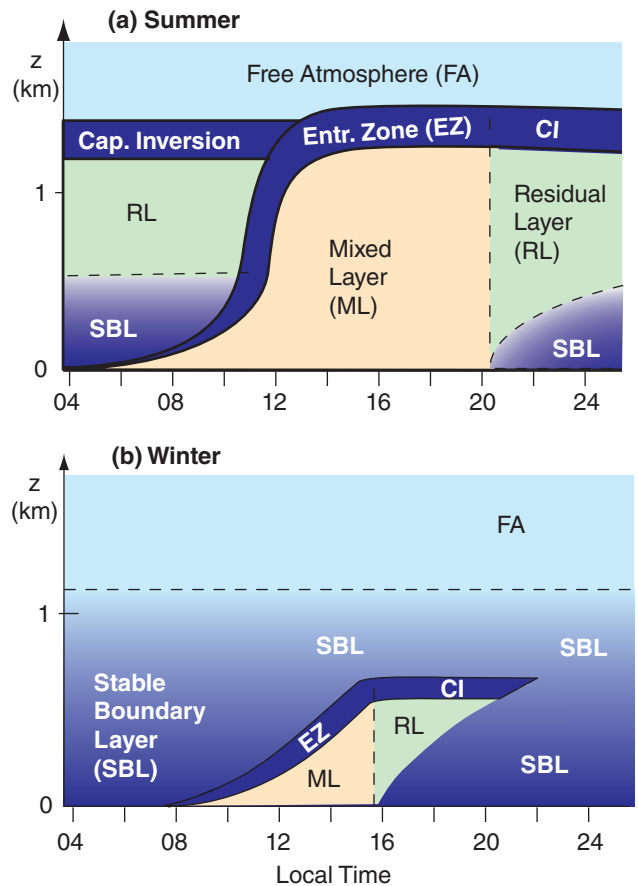 (a) Summer
z
(km)
Free Atmosphere (FA)
Cap. Inversion
Entr. Zone (EZ)
CI
1
RL
Residual
Layer
(RL)
Mixed
Layer
(ML)
SBL
SBL
0
04 08 12 16 20 24
(b) Winter
z
(km)
FA
1
SBL
SBL
Stable
Boundary
Layer
(SBL)
CI
EZ
RL
ML
SBL
0
04 08 12 16 20 24
Local Time